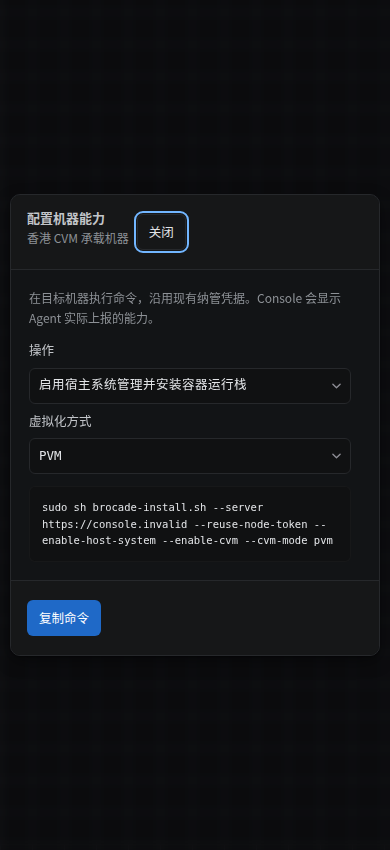 配置机器能力
香港 CVM 承载机器
关闭
在目标机器执行命令，沿用现有纳管凭据。Console 会显示
Agent 实际上报的能力。
操作
启用宿主系统管理并安装容器运行栈
虚拟化方式
PVM
sudo sh brocade-install.sh --server
https://console.invalid --reuse-node-token --
enable-host-system --enable-cvm --cvm-mode pvm
复制命令